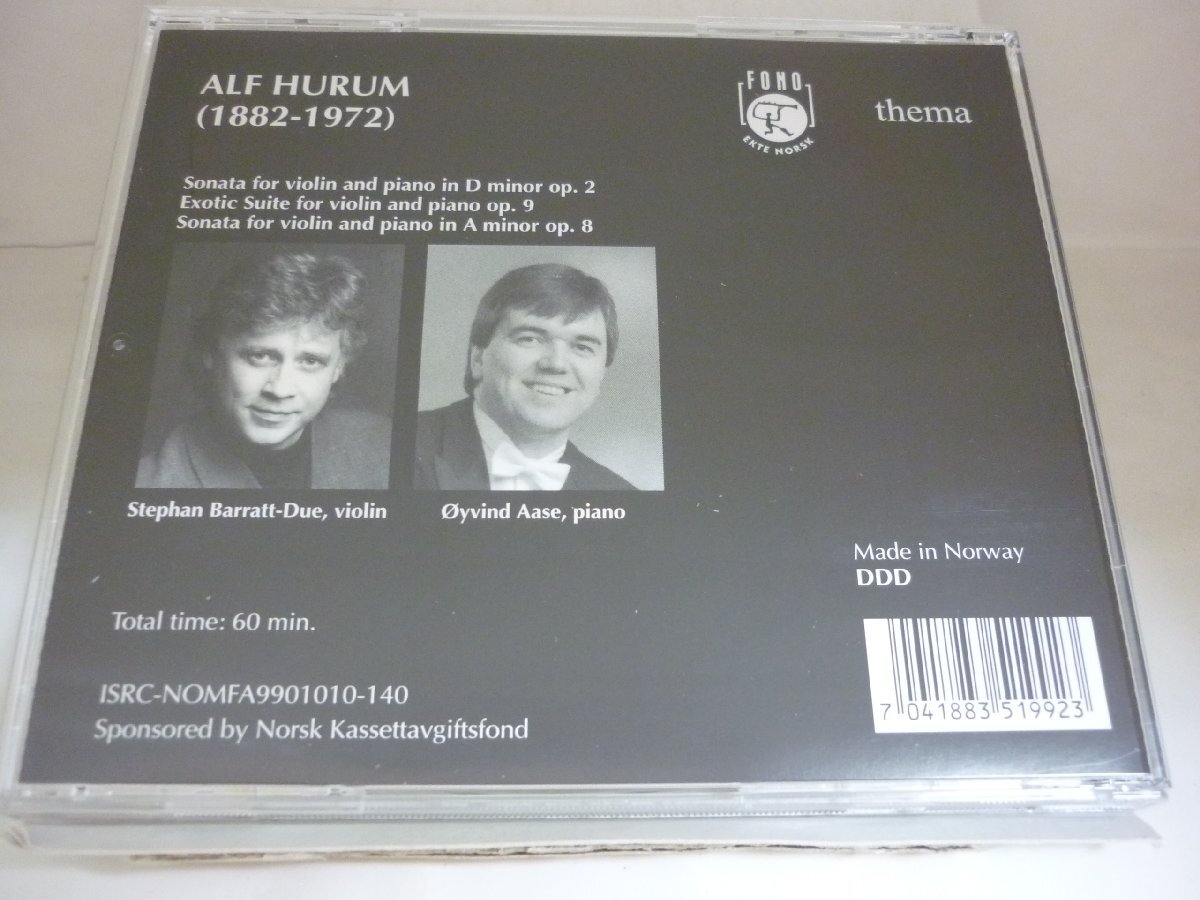 ALF HURUM
(1882-1972)
FONO
EKTE NORSK
thema
Sonata for violin and piano in D minor op. 2
Exotic Suite for violin and piano op. 9
Sonata for violin and piano in A minor op. 8
Stephan Barratt-Due, violin
Øyvind Aase, piano
Made in Norway
DDD
Total time: 60 min.
ISRC-NOMFA9901010-140
Sponsored by Norsk Kassettavgiftsfond
7 041883 519923